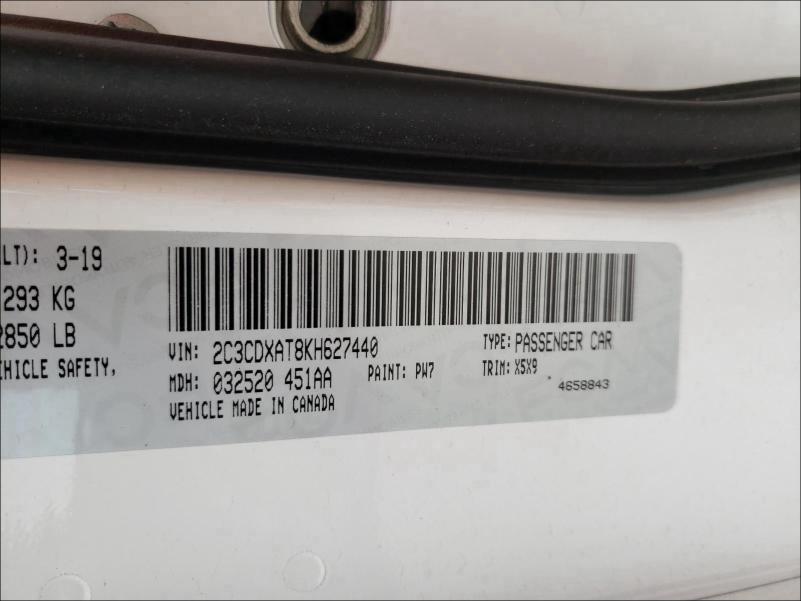 LT): 3-19
293 KG
2850 LB
EHICLE SAFETY,
VIN: 2C3CDXAT8KH627440
TYPE: PASSENGER CAR
MDH: 032520 451AA
PAINT: PW7
TRIM: X5X9
VEHICLE MADE IN CANADA
* 4658843